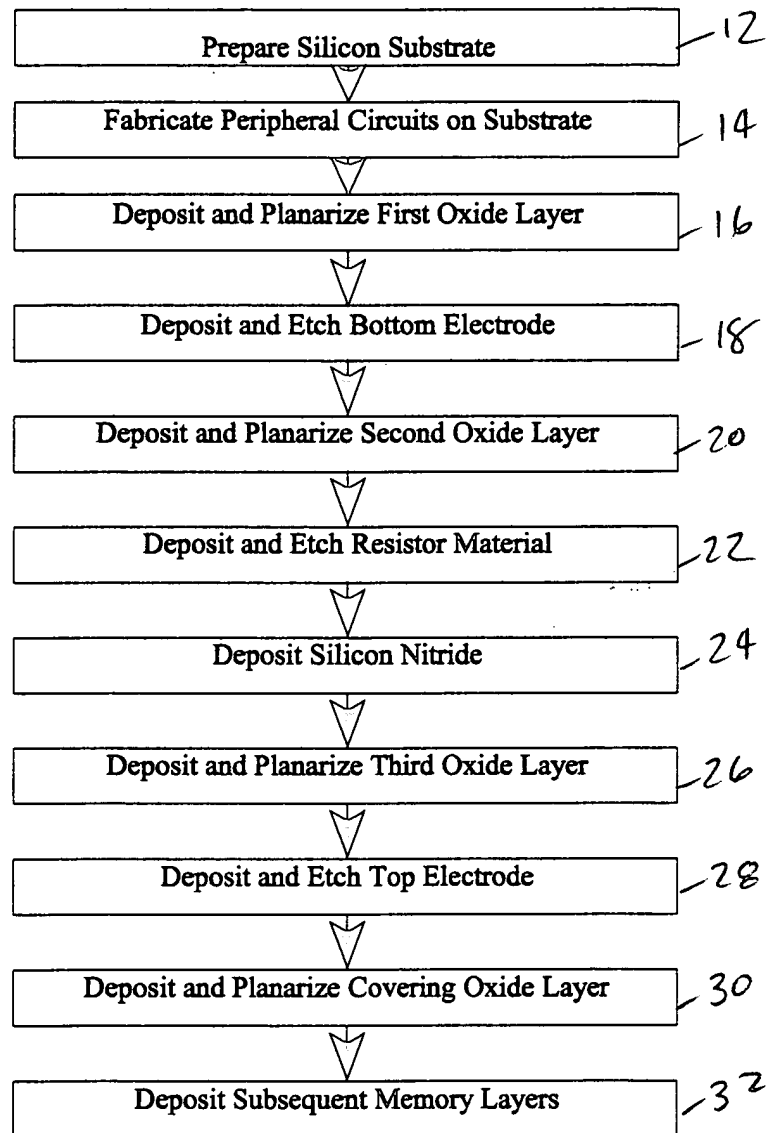 Prepare Silicon Substrate 12
Fabricate Peripheral Circuits on Substrate 14
Deposit and Planarize First Oxide Layer 16
Deposit and Etch Bottom Electrode 18
Deposit and Planarize Second Oxide Layer 20
Deposit and Etch Resistor Material 22
Deposit Silicon Nitride 24
Deposit and Planarize Third Oxide Layer 26
Deposit and Etch Top Electrode 28
Deposit and Planarize Covering Oxide Layer 30
Deposit Subsequent Memory Layers 32